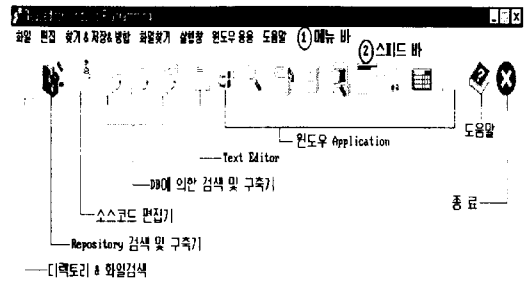 화일 편집 찾기 & 저장& 병합 화일찾기 실행창 윈도우 응용 도움말 ① 메뉴 바
② 스피드 바
도움말
윈도우 Application
Text Editor
DB에 의한 검색 및 구축기
종 료
소스코드 편집기
Repository 검색 및 구축기
디렉토리 & 화일검색